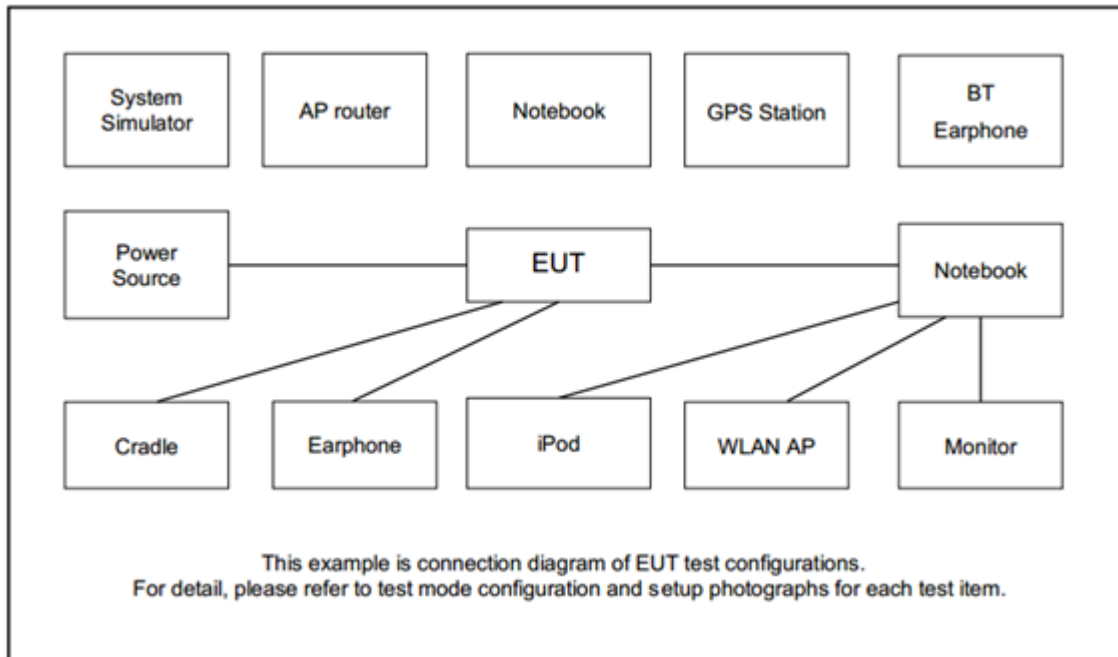 System
Simulator
AP router
Notebook
GPS Station
BT
Earphone
Power
Source
EUT
Notebook
Cradle
Earphone
iPod
WLAN AP
Monitor
This example is connection diagram of EUT test configurations.
For detail, please refer to test mode configuration and setup photographs for each test item.